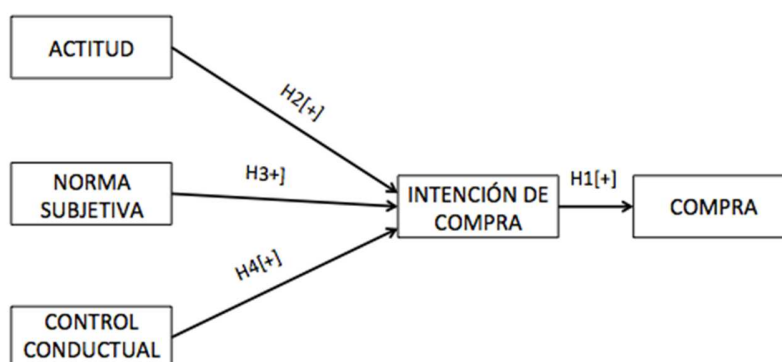 ACTITUD
H2[+]
NORMA
SUBJETIVA
H3+]
INTENCIÓN DE
COMPRA
H1[+]
COMPRA
H4[+]
CONTROL
CONDUCTUAL